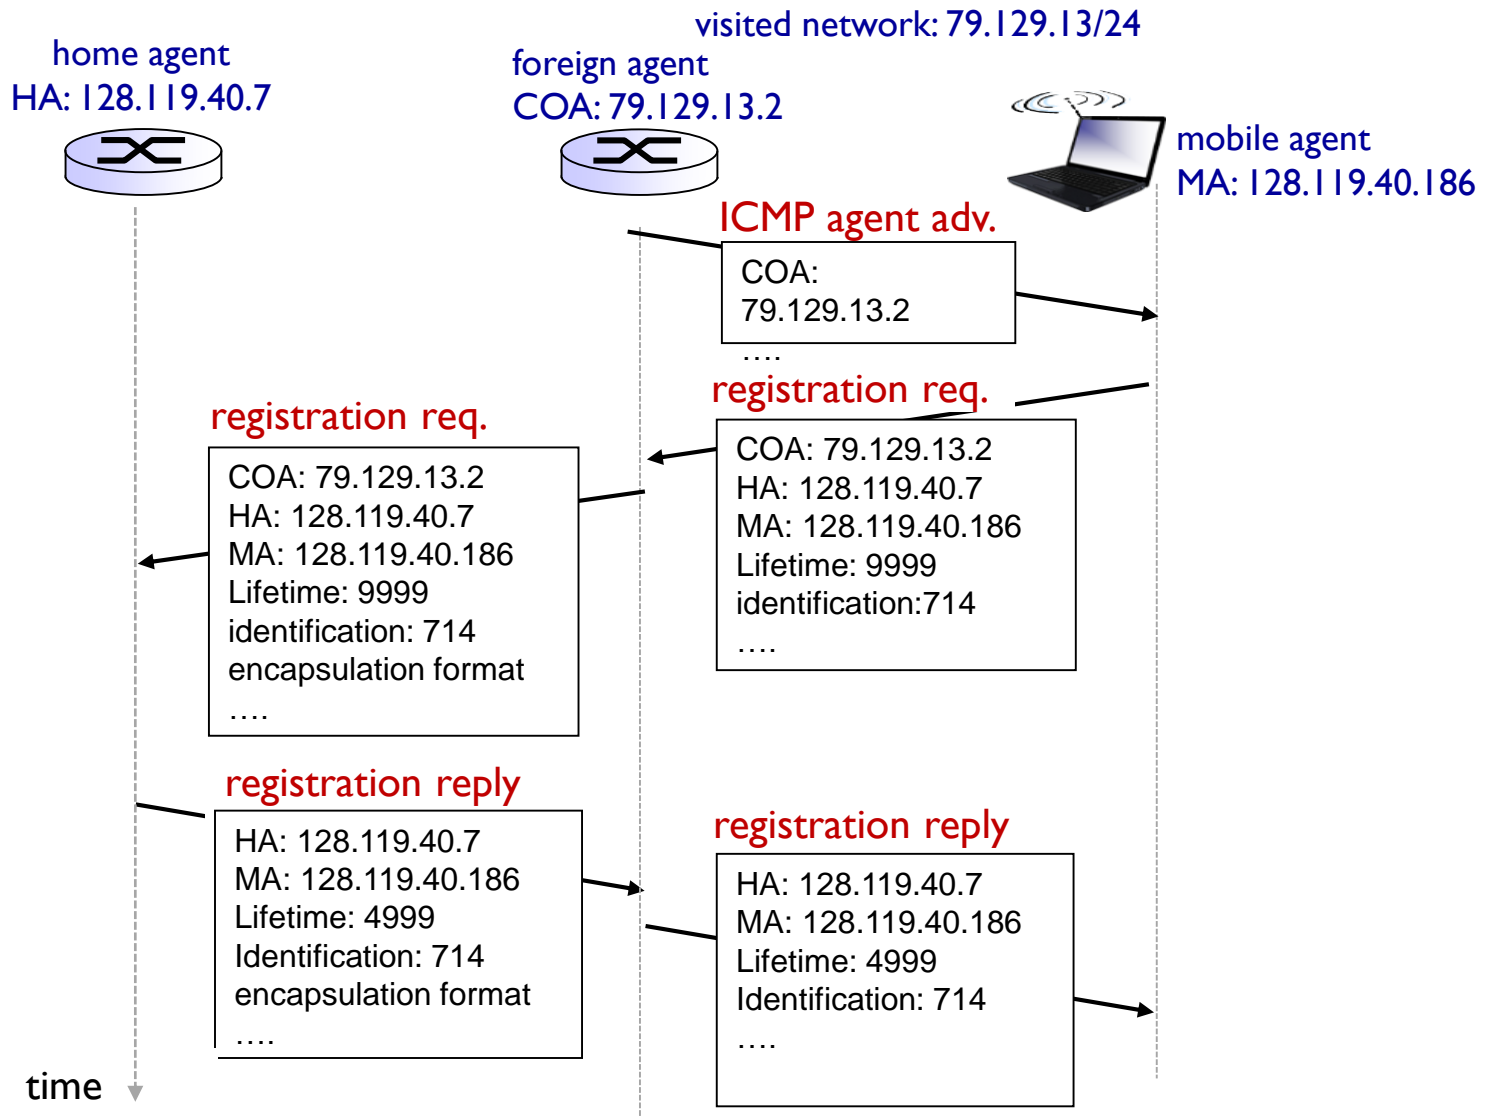 visited network: 79.129.13/24
home agent
HA: 128.119.40.7
foreign agent
COA: 79.129.13.2
mobile agent
MA: 128.119.40.186
ICMP agent adv.
COA:
79.129.13.2
….
registration req.
COA: 79.129.13.2
HA: 128.119.40.7
MA: 128.119.40.186
Lifetime: 9999
identification:714
….
registration req.
COA: 79.129.13.2
HA: 128.119.40.7
MA: 128.119.40.186
Lifetime: 9999
identification: 714
encapsulation format
….
registration reply
HA: 128.119.40.7
MA: 128.119.40.186
Lifetime: 4999
Identification: 714
encapsulation format
….
registration reply
HA: 128.119.40.7
MA: 128.119.40.186
Lifetime: 4999
Identification: 714
….
time